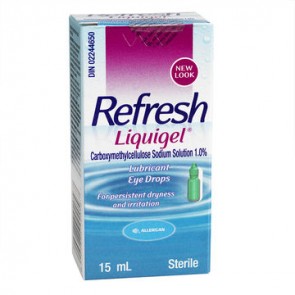 DIN 02244650
NEW
LOOK
Refresh
Liquigel®
Carboxymethylcellulose Sodium Solution 1.0%
Lubricant
Eye Drops
For persistent dryness
and irritation
ALLERGAN
15 mL
Sterile